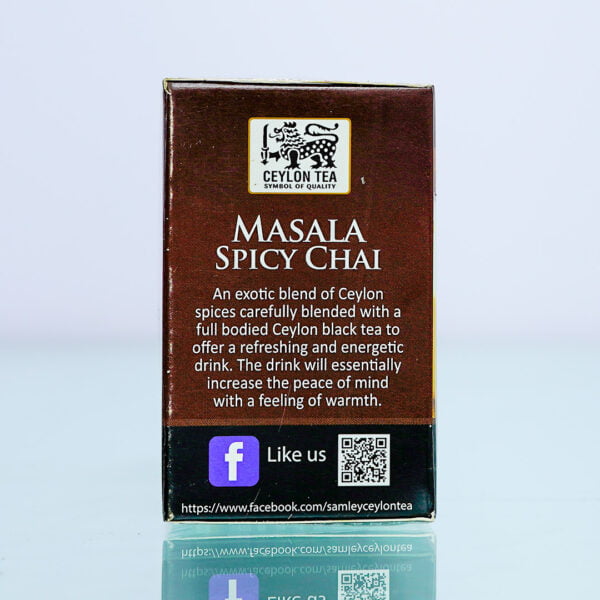 CEYLON TEA
SYMBOL OF QUALITY
MASALA
SPICY CHAI
An exotic blend of Ceylon
spices carefully blended with a
full bodied Ceylon black tea to
offer a refreshing and energetic
drink. The drink will essentially
increase the peace of mind
with a feeling of warmth.
f
Like us
https://www.facebook.com/samleyceylontea